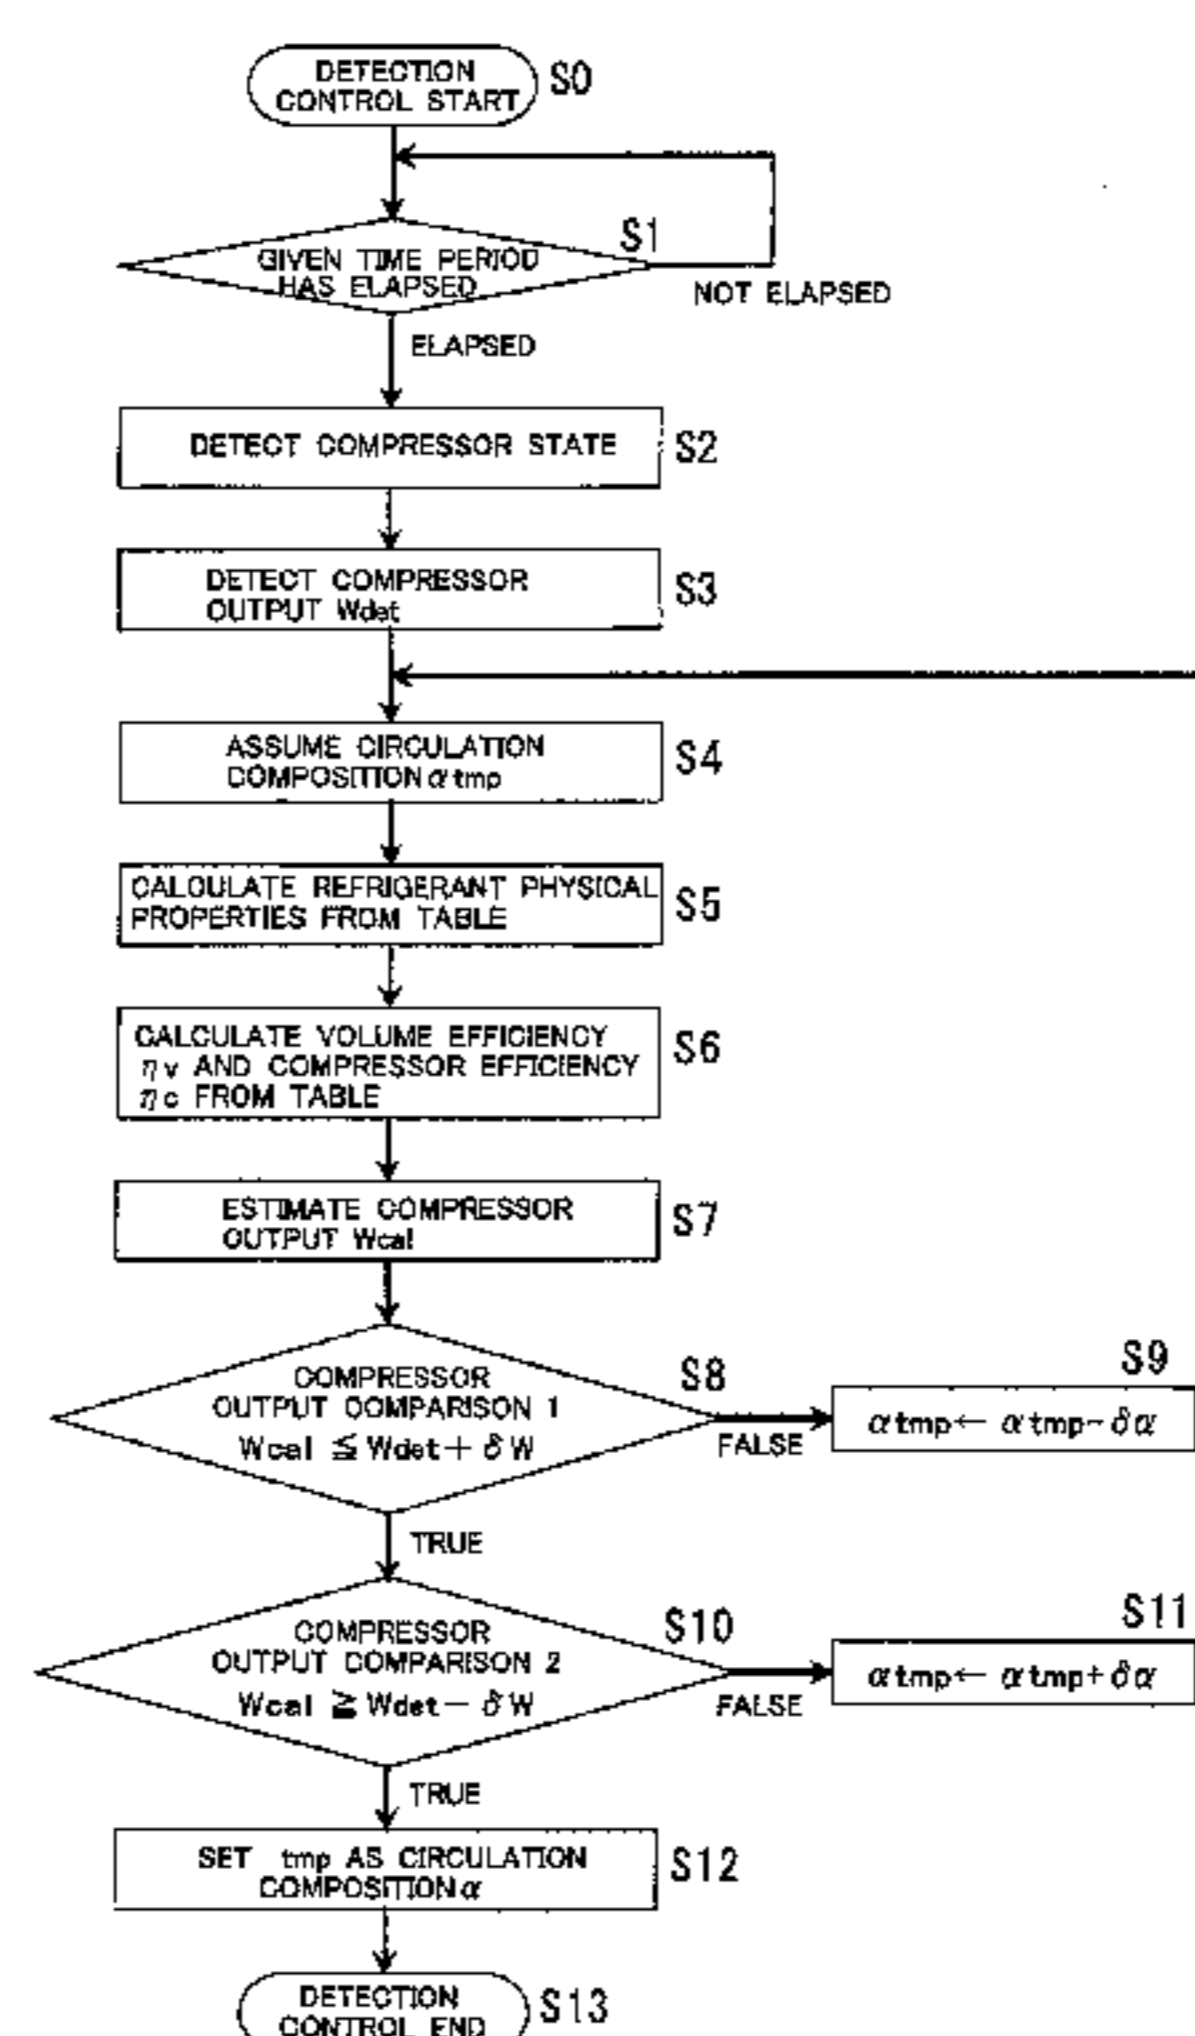 DETECTION
CONTROL START
S0
GIVEN TIME PERIOD
HAS ELAPSED
S1
NOT ELAPSED
ELAPSED
DETECT COMPRESSOR STATE
S2
DETECT COMPRESSOR
OUTPUT Wdet
S3
ASSUME CIRCULATION
COMPOSITION α tmp
S4
CALCULATE REFRIGERANT PHYSICAL
PROPERTIES FROM TABLE
S5
CALCULATE VOLUME EFFICIENCY
ηv AND COMPRESSOR EFFICIENCY
ηc FROM TABLE
S6
ESTIMATE COMPRESSOR
OUTPUT Wcal
S7
COMPRESSOR
OUTPUT COMPARISON 1
Wcal ≦ Wdet + δW
S8
FALSE
S9
αtmp ← αtmp - δα
TRUE
COMPRESSOR
OUTPUT COMPARISON 2
Wcal ≧ Wdet - δW
S10
FALSE
S11
αtmp ← αtmp + δα
TRUE
SET tmp AS CIRCULATION
COMPOSITION α
S12
DETECTION
CONTROL END
S13